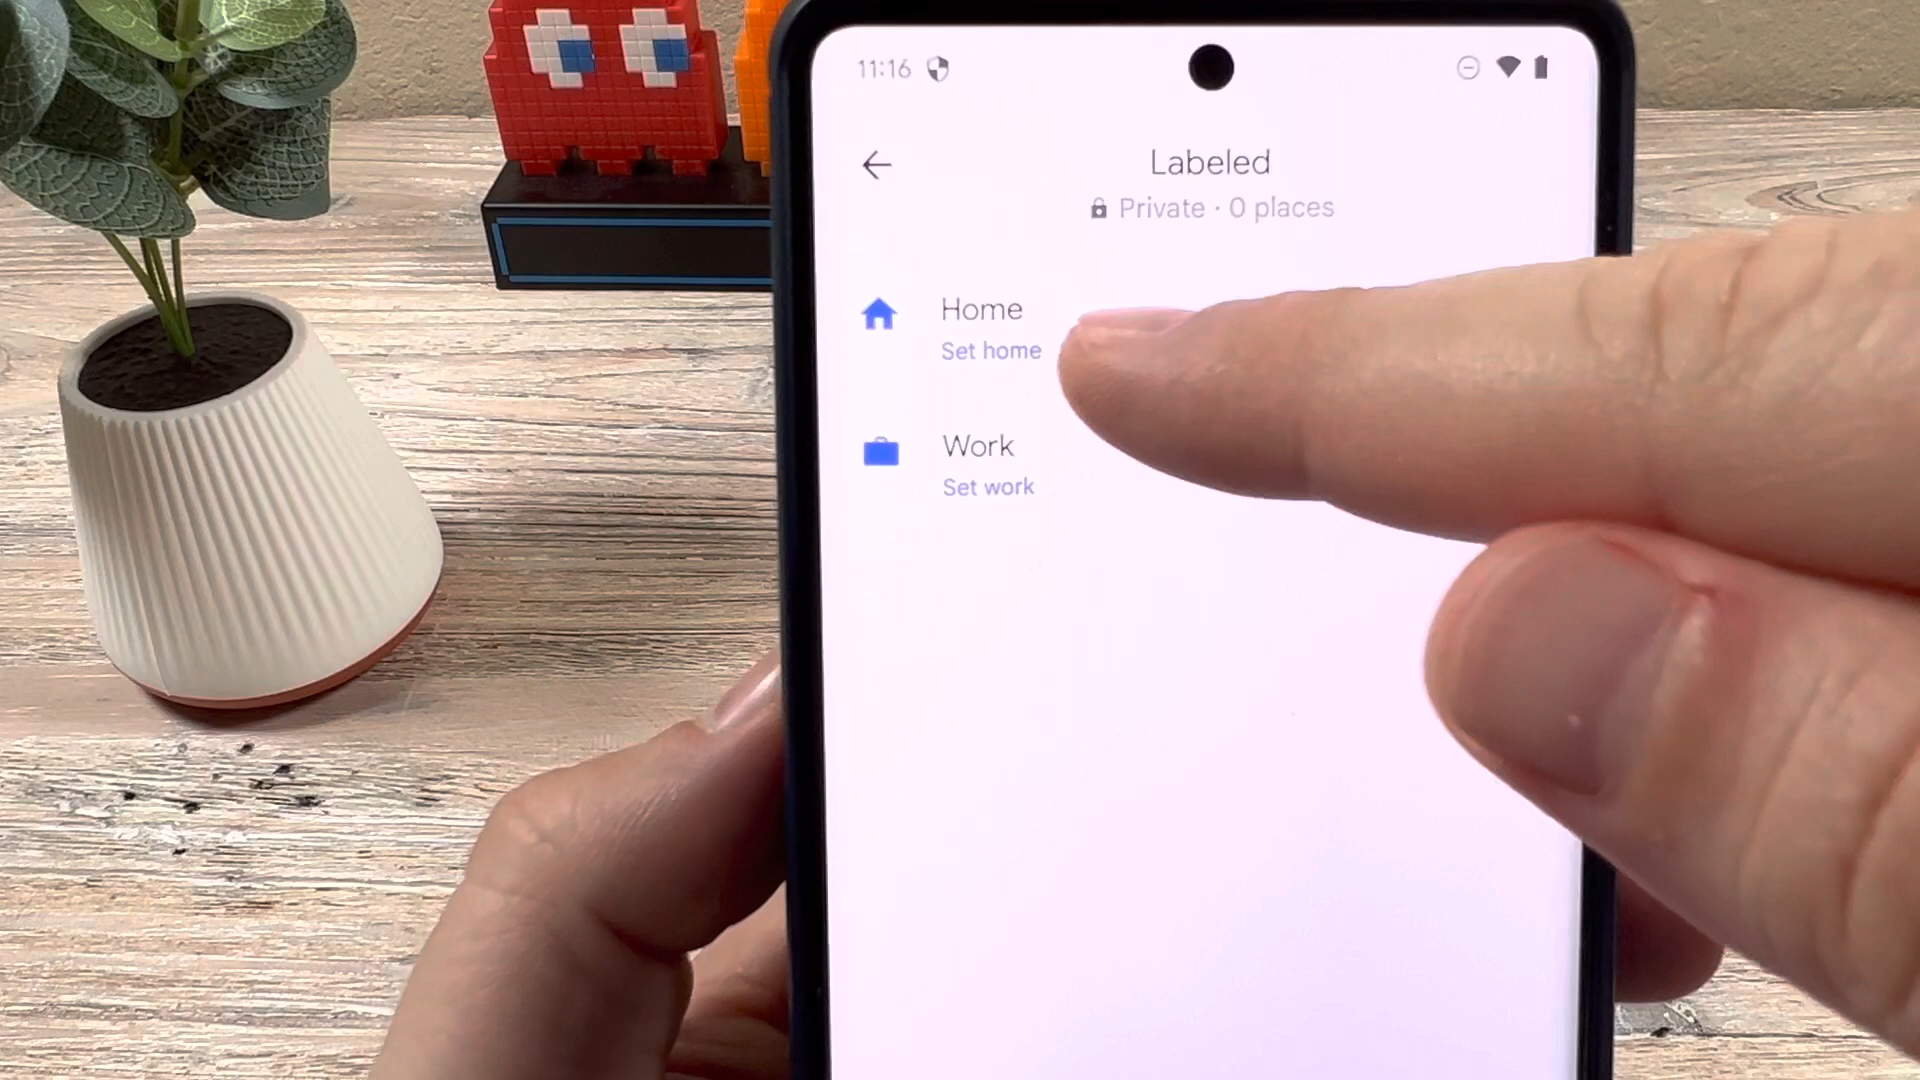 11:16
Labeled
Private · 0 places
Home
Set home
Work
Set work